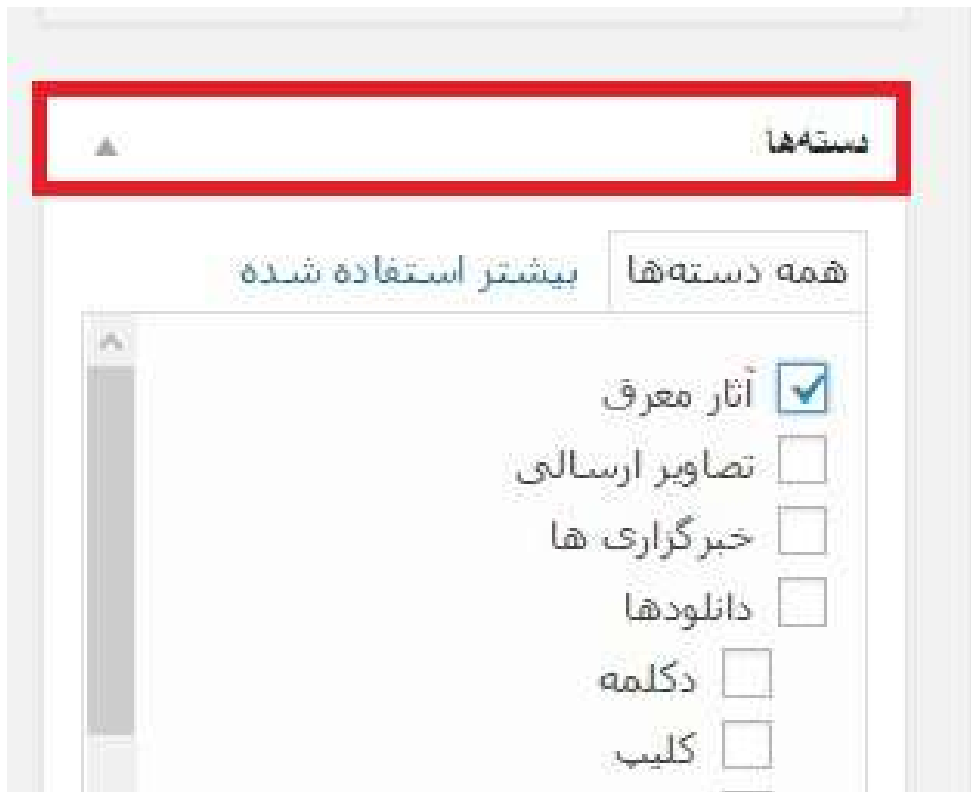 دسته‌ها
همه دسته‌ها بیشتر استفاده شده
آثار معرق
تصاویر ارسالی
خبرگزاری ها
دانلودها
دکلمه
کلیپ